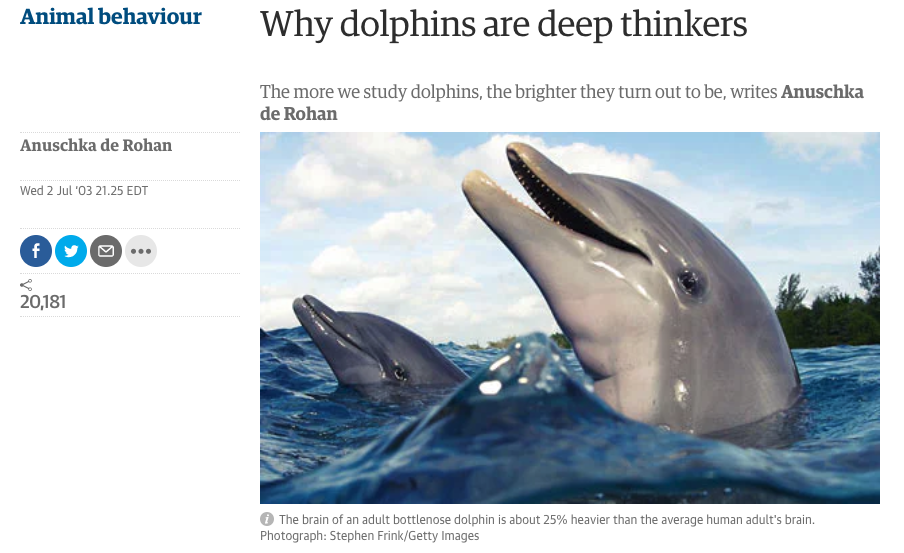 Animal behaviour
Why dolphins are deep thinkers
The more we study dolphins, the brighter they turn out to be, writes Anuschka
de Rohan
Anuschka de Rohan
Wed 2 Jul ‘03 21.25 EDT
20,181
The brain of an adult bottlenose dolphin is about 25% heavier than the average human adult's brain.
Photograph: Stephen Frink/Getty Images